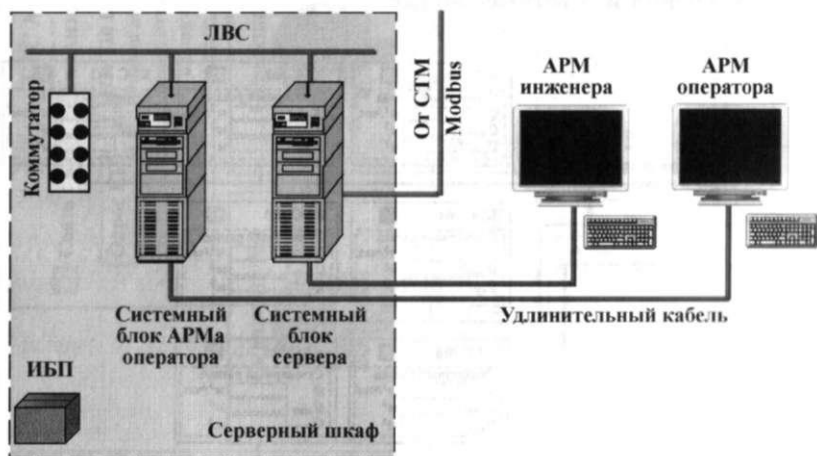 ЛВС
Коммутатор
От СТМ
Modbus
АРМ
инженера
АРМ
оператора
Системный
блок АРМа
оператора
Системный
блок
сервера
Удлинительный кабель
ИБП
Серверный шкаф